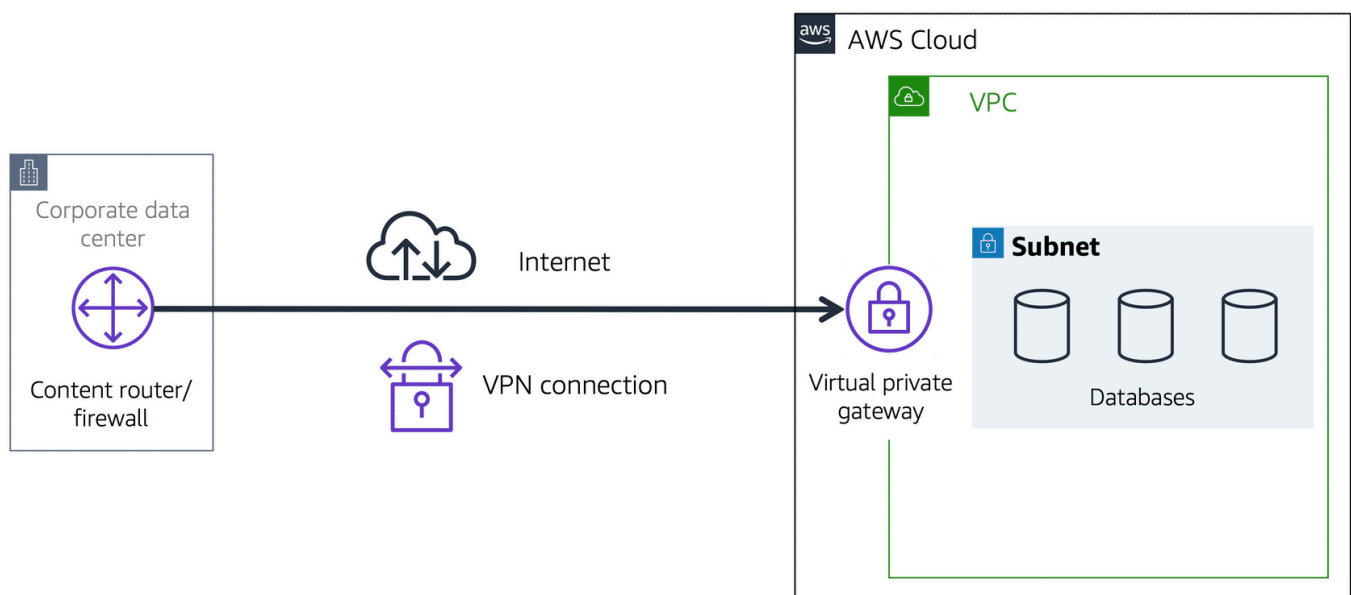 aws
AWS Cloud
VPC
Corporate data
center
Internet
Subnet
VPN connection
Content router/
firewall
Virtual private
gateway
Databases